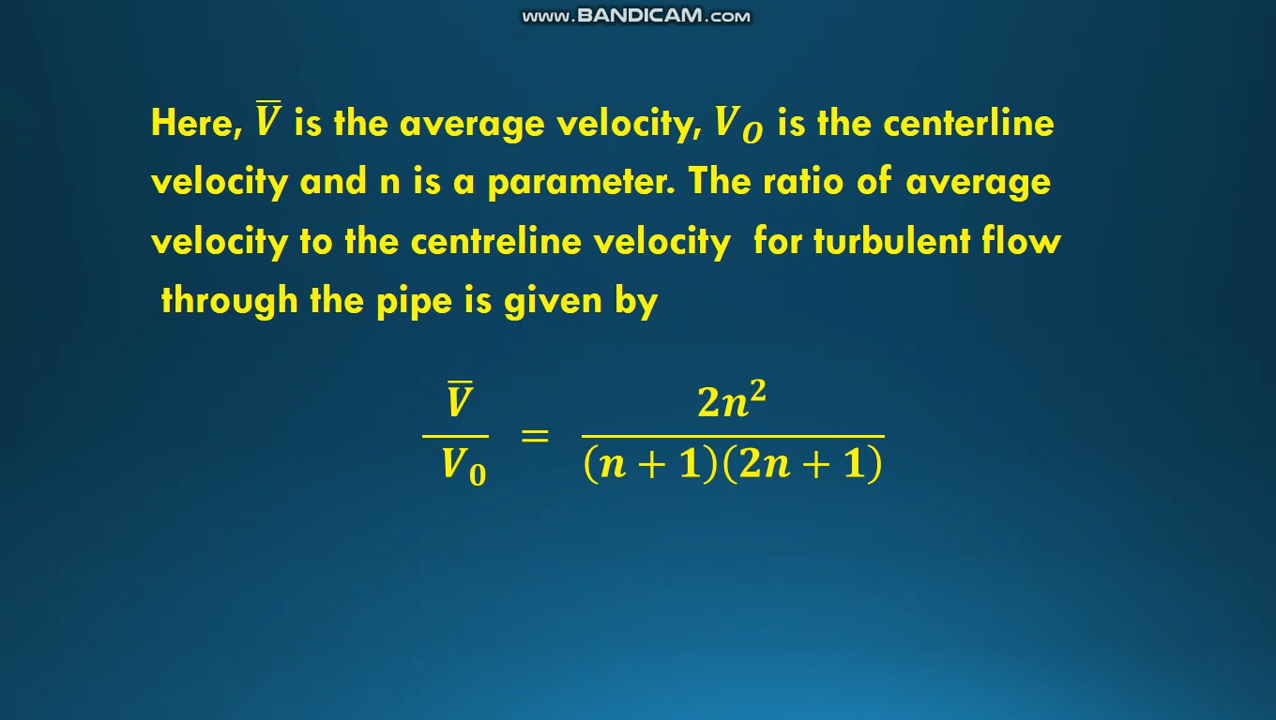 www.BANDICAM.com
Here, V̅ is the average velocity, V_O is the centerline
velocity and n is a parameter. The ratio of average
velocity to the centreline velocity for turbulent flow
through the pipe is given by
V̅/V₀ = 2n²/((n + 1)(2n + 1))